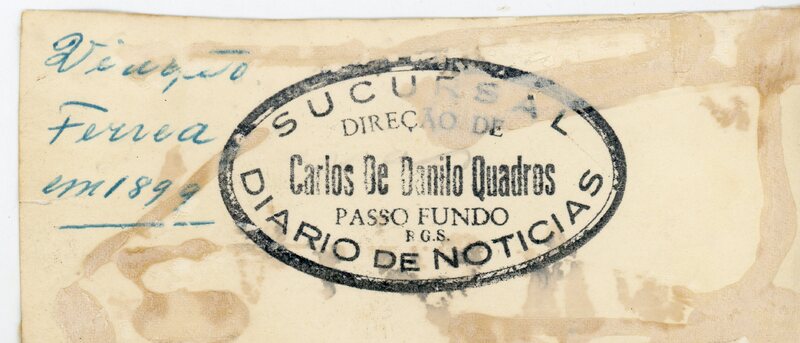 Viação
Ferrea
em 1899
SUCURSAL
DIREÇÃO DE
Carlos De Danilo Quadros
PASSO FUNDO
R.G.S.
DIARIO DE NOTICIAS